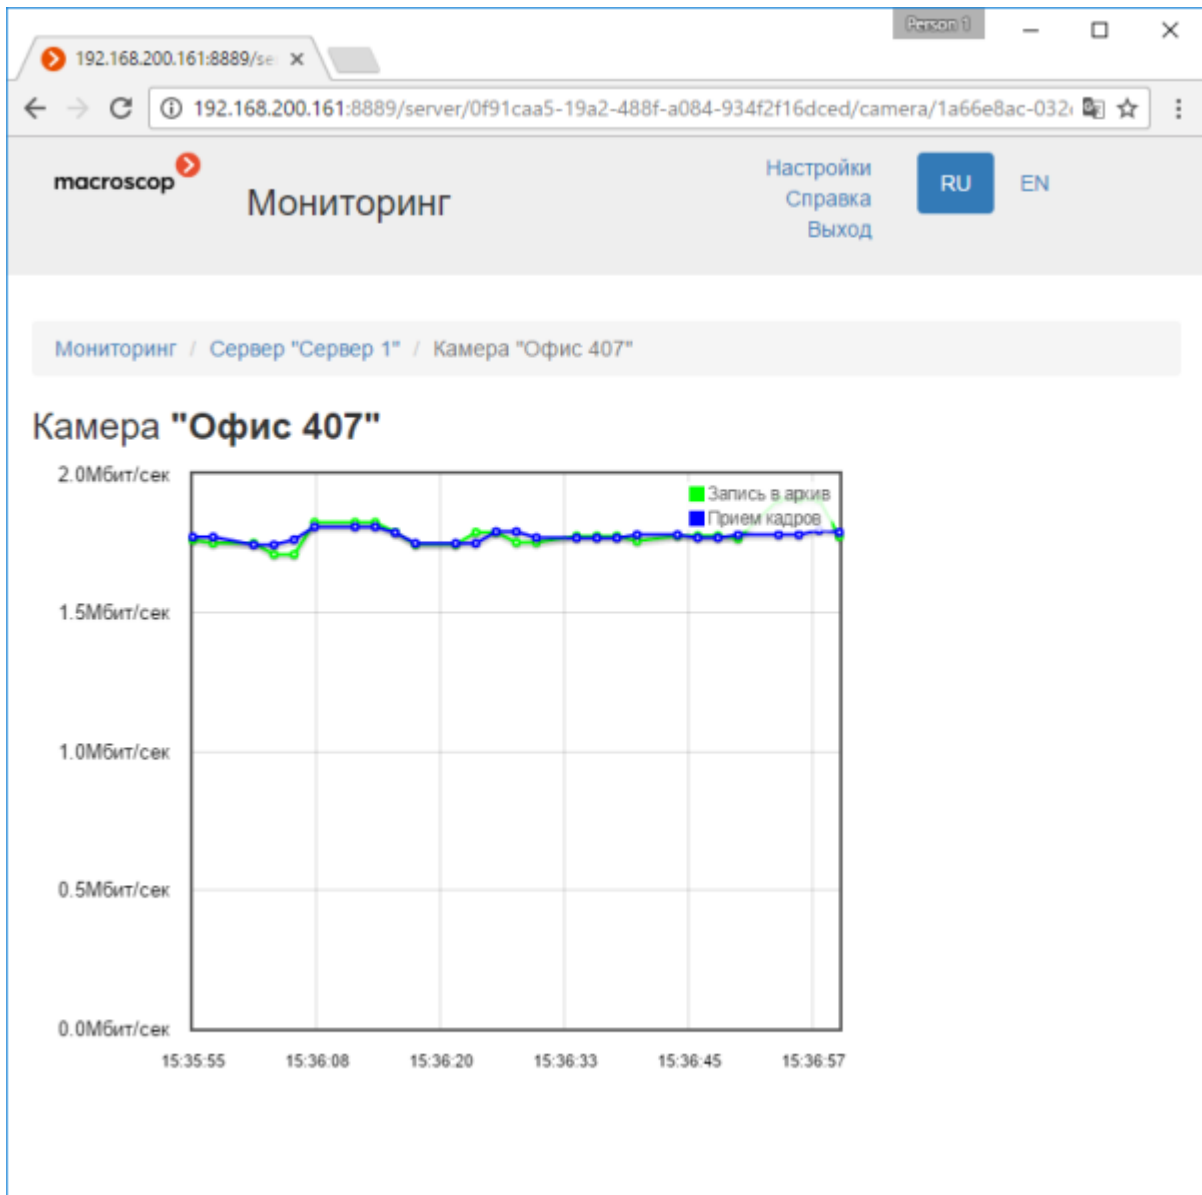 Person 1
192.168.200.161:8889/se
192.168.200.161:8889/server/0f91caa5-19a2-488f-a084-934f2f16dced/camera/1a66e8ac-032
macroscop
Мониторинг
Настройки
Справка
Выход
RU
EN
Мониторинг / Сервер "Сервер 1" / Камера "Офис 407"
Камера "Офис 407"
2.0Мбит/сек
Запись в архив
Прием кадров
1.5Мбит/сек
1.0Мбит/сек
0.5Мбит/сек
0.0Мбит/сек
15:35:55 15:36:08 15:36:20 15:36:33 15:36:45 15:36:57